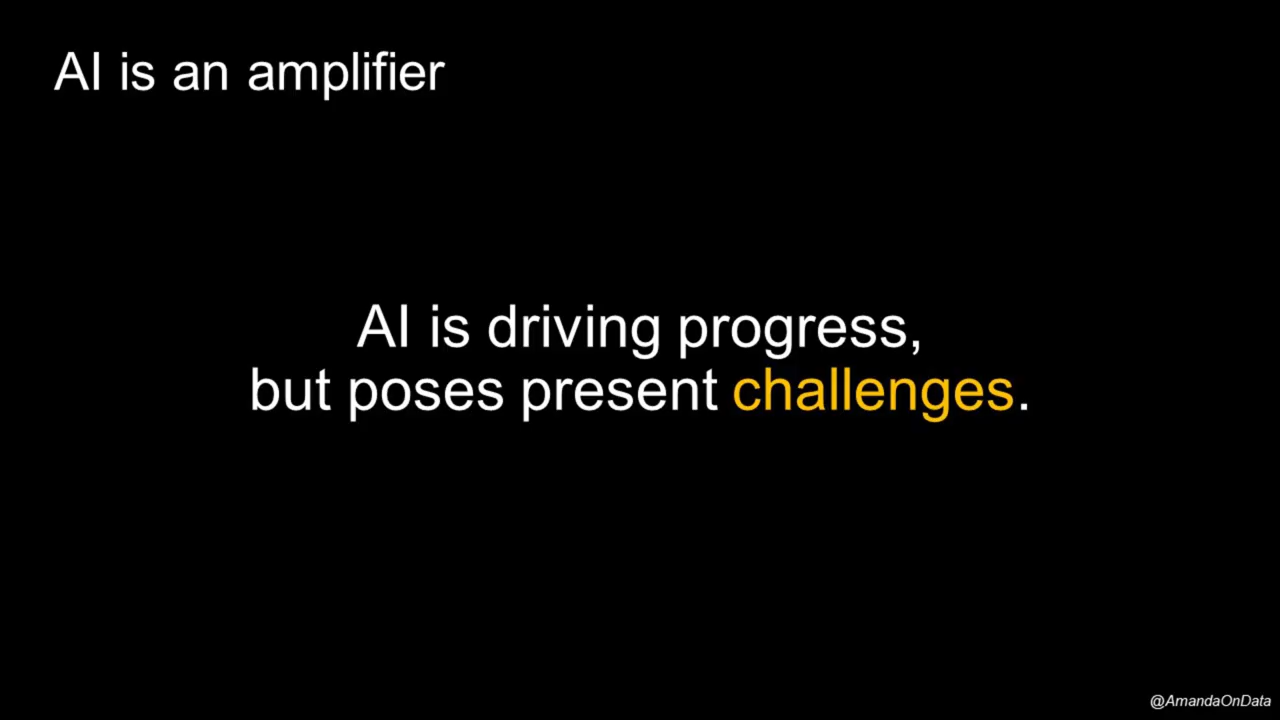 AI is an amplifier
AI is driving progress,
but poses present challenges.
@AmandaOnData